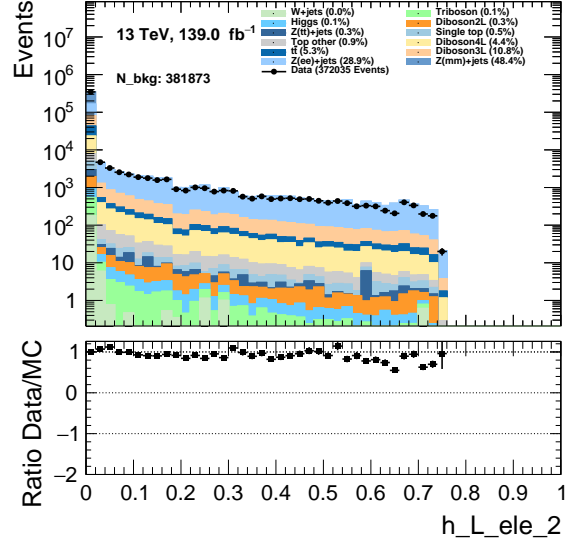 Events
10⁷
10⁶
10⁵
10⁴
10³
10²
10
1
13 TeV, 139.0 fb⁻¹
N_bkg: 381873
W+jets (0.0%)
Higgs (0.1%)
Z(tt)+jets (0.3%)
Top other (0.9%)
tt (5.3%)
Z(ee)+jets (28.9%)
Data (372035 Events)
Triboson (0.1%)
Diboson2L (0.3%)
Single top (0.5%)
Diboson4L (4.4%)
Diboson3L (10.8%)
Z(mm)+jets (48.4%)
Ratio Data/MC
1
0
−1
−2
0 0.1 0.2 0.3 0.4 0.5 0.6 0.7 0.8 0.9 1
h_L_ele_2